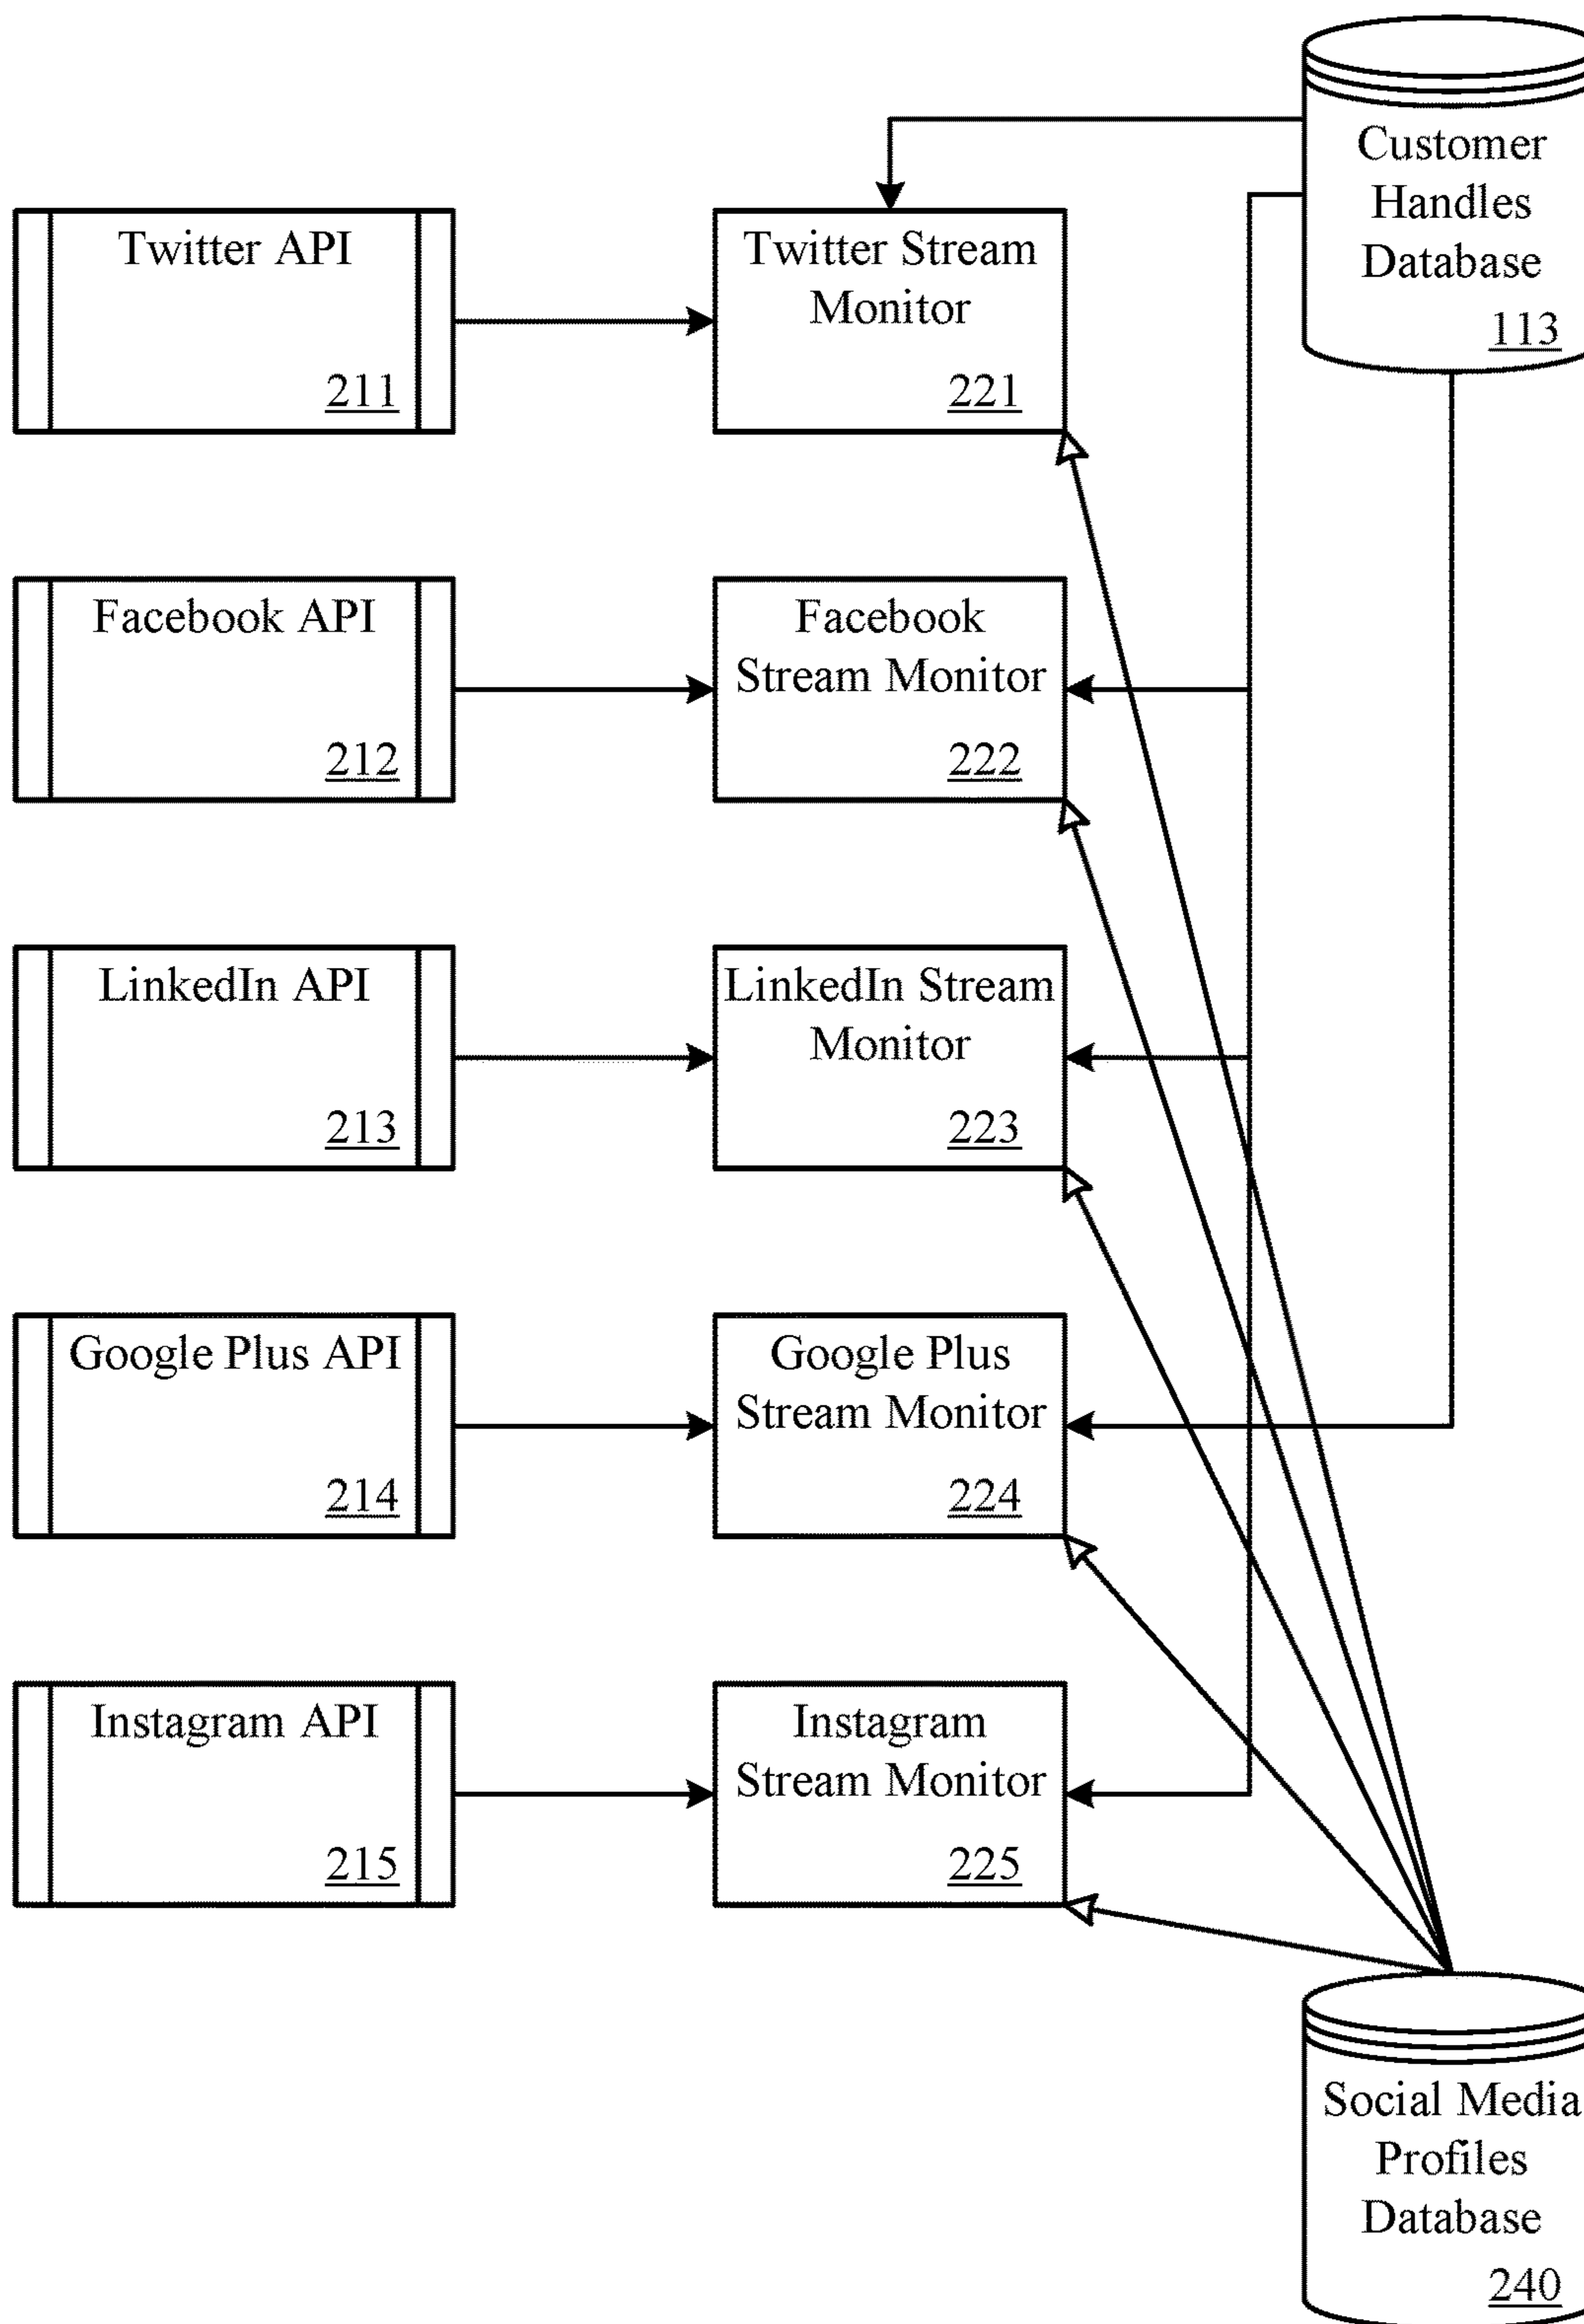 Customer
Handles
Database
113
Twitter API
211
Twitter Stream
Monitor
221
Facebook API
212
Facebook
Stream Monitor
222
LinkedIn API
213
LinkedIn Stream
Monitor
223
Google Plus API
214
Google Plus
Stream Monitor
224
Instagram API
215
Instagram
Stream Monitor
225
Social Media
Profiles
Database
240